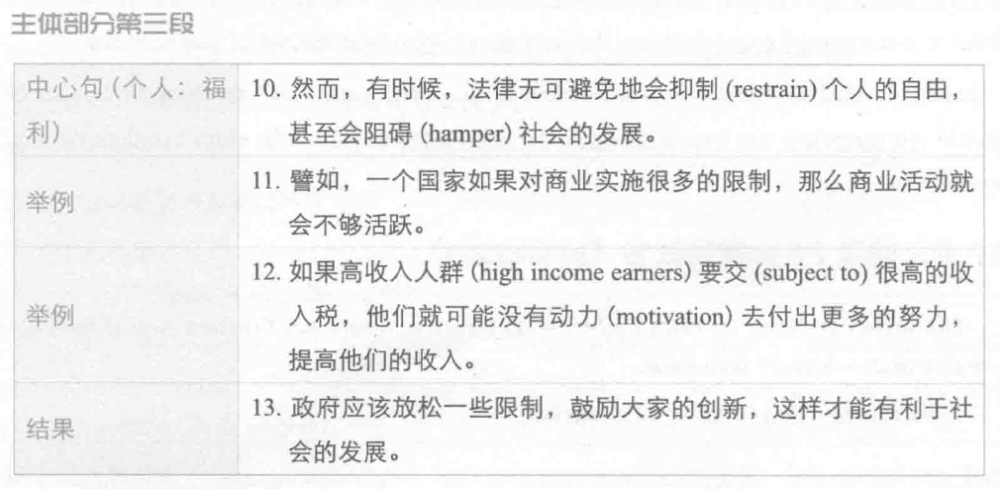 主体部分第三段
中心句(个人:福
利)
10. 然而，有时候，法律无可避免地会抑制 (restrain) 个人的自由，
甚至会阻碍 (hamper) 社会的发展。
举例
11. 譬如，一个国家如果对商业实施很多的限制，那么商业活动就
会不够活跃。
举例
12. 如果高收入人群 (high income earners) 要交 (subject to) 很高的收
入税，他们就可能没有动力 (motivation) 去付出更多的努力，
提高他们的收入。
结果
13. 政府应该放松一些限制，鼓励大家的创新，这样才能有利于社
会的发展。